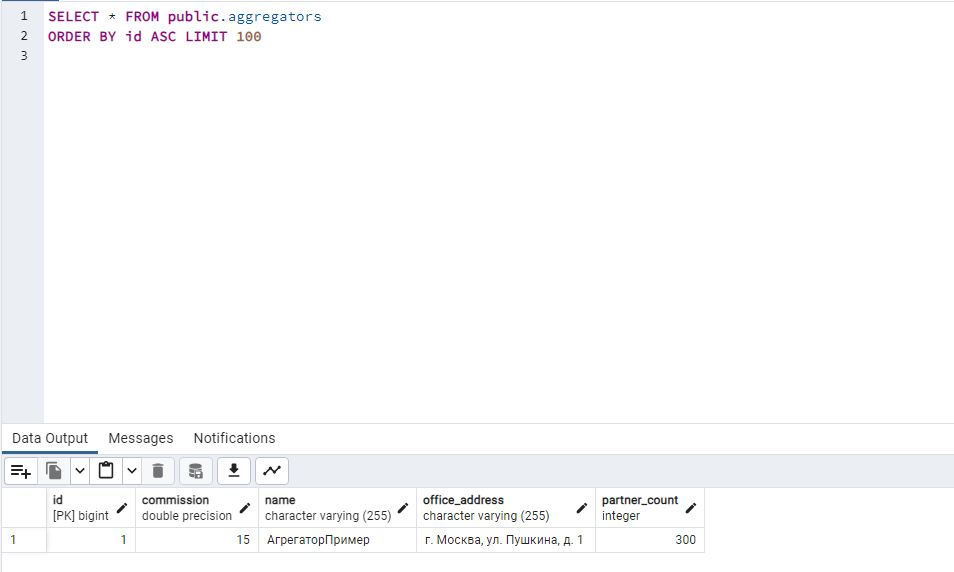 1 SELECT * FROM public.aggregators
2 ORDER BY id ASC LIMIT 100
3
Data Output Messages Notifications
id commission name office_address partner_count
[PK] bigint double precision character varying (255) character varying (255) integer
1 1 15 АгрегаторПример г. Москва, ул. Пушкина, д. 1 300